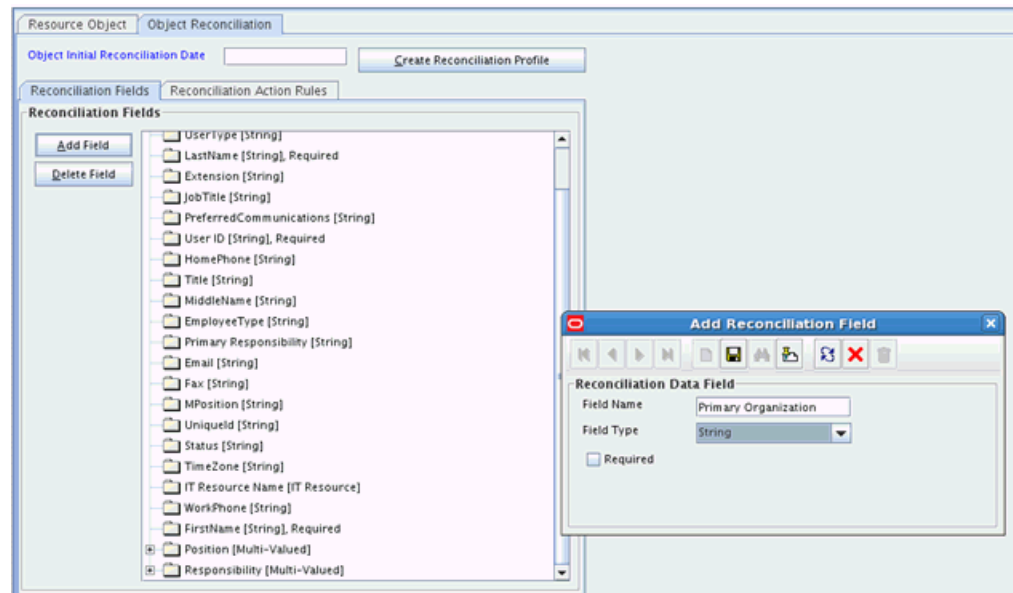 Resource Object Object Reconciliation
Object Initial Reconciliation Date Create Reconciliation Profile
Reconciliation Fields Reconciliation Action Rules
Reconciliation Fields
Add Field
Delete Field
UserType [String]
LastName [String], Required
Extension [String]
JobTitle [String]
PreferredCommunications [String]
User ID [String], Required
HomePhone [String]
Title [String]
MiddleName [String]
EmployeeType [String]
Primary Responsibility [String]
Email [String]
Fax [String]
MPosition [String]
UniqueId [String]
Status [String]
TimeZone [String]
IT Resource Name [IT Resource]
WorkPhone [String]
FirstName [String], Required
Position [Multi-Valued]
Responsibility [Multi-Valued]
Add Reconciliation Field
Reconciliation Data Field
Field Name Primary Organization
Field Type String
Required